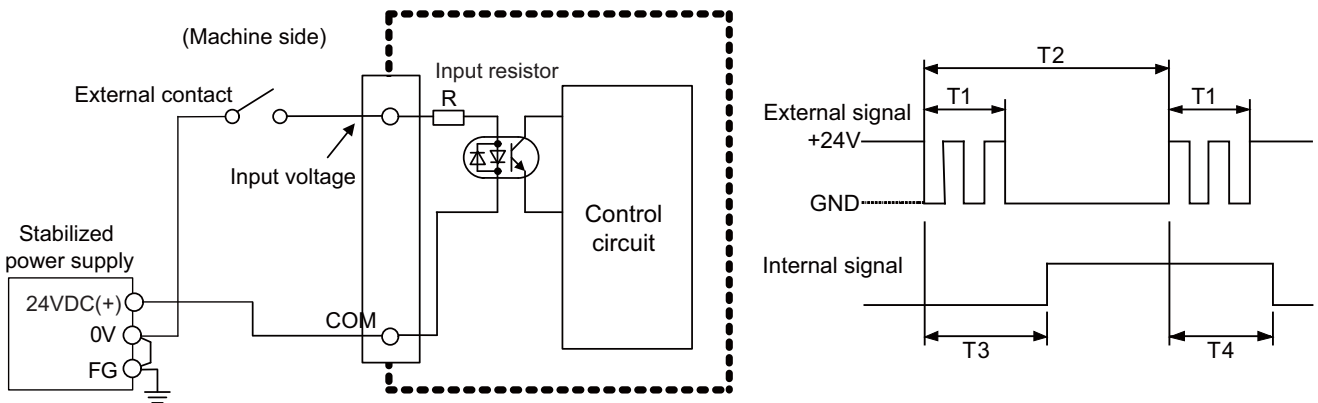 (Machine side)
External contact
Input resistor
R
Input voltage
Control
circuit
Stabilized
power supply
24VDC(+)
0V
FG
COM
T2
T1
T1
External signal
+24V
GND
Internal signal
T3
T4